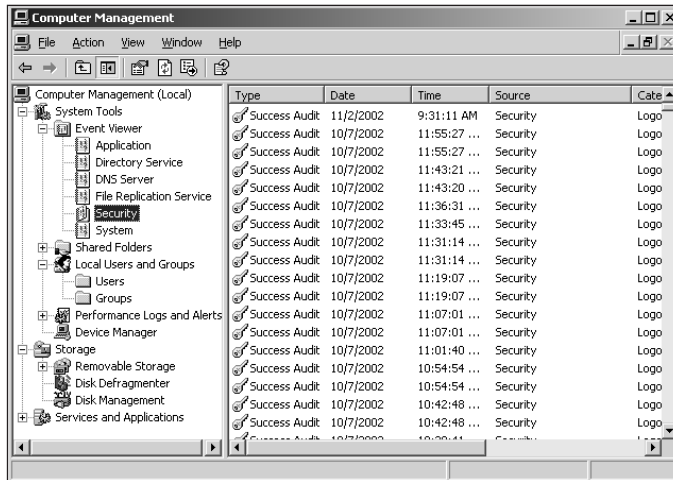 Computer Management
File Action View Window Help
Computer Management (Local)
System Tools
Event Viewer
Application
Directory Service
DNS Server
File Replication Service
Security
System
Shared Folders
Local Users and Groups
Users
Groups
Performance Logs and Alerts
Device Manager
Storage
Removable Storage
Disk Defragmenter
Disk Management
Services and Applications
Type Date Time Source Cate
Success Audit 11/2/2002 9:31:11 AM Security Logo
Success Audit 10/7/2002 11:55:27 ... Security Logo
Success Audit 10/7/2002 11:55:27 ... Security Logo
Success Audit 10/7/2002 11:43:21 ... Security Logo
Success Audit 10/7/2002 11:43:20 ... Security Logo
Success Audit 10/7/2002 11:36:31 ... Security Logo
Success Audit 10/7/2002 11:33:45 ... Security Logo
Success Audit 10/7/2002 11:31:14 ... Security Logo
Success Audit 10/7/2002 11:31:14 ... Security Logo
Success Audit 10/7/2002 11:19:07 ... Security Logo
Success Audit 10/7/2002 11:19:07 ... Security Logo
Success Audit 10/7/2002 11:07:01 ... Security Logo
Success Audit 10/7/2002 11:07:01 ... Security Logo
Success Audit 10/7/2002 11:01:40 ... Security Logo
Success Audit 10/7/2002 10:54:54 ... Security Logo
Success Audit 10/7/2002 10:54:54 ... Security Logo
Success Audit 10/7/2002 10:42:48 ... Security Logo
Success Audit 10/7/2002 10:42:48 ... Security Logo